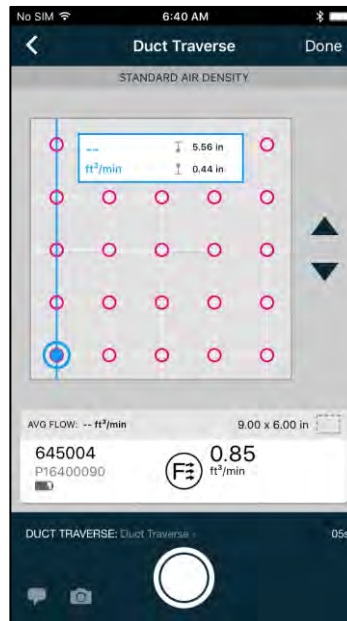 No SIM 6:40 AM
Duct Traverse Done
STANDARD AIR DENSITY
-- 5.56 in
ft³/min 0.44 in
AVG FLOW: -- ft³/min 9.00 x 6.00 in
645004 0.85
P16400090 ft³/min
F
DUCT TRAVERSE: Duct Traverse › 05s